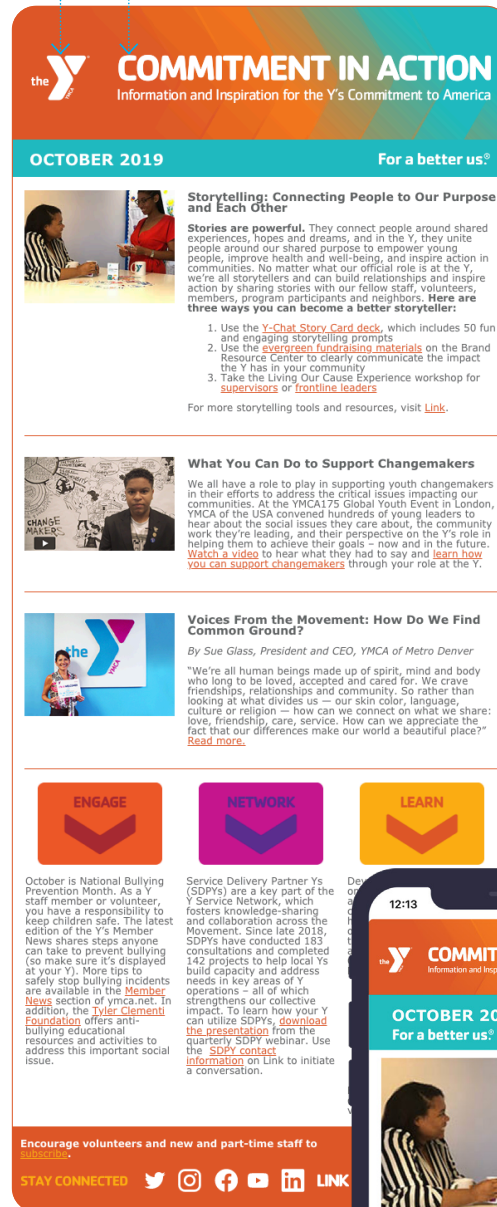 the
YMCA
COMMITMENT IN ACTION
Information and Inspiration for the Y's Commitment to America
OCTOBER 2019
For a better us.®
Storytelling: Connecting People to Our Purpose
and Each Other
Stories are powerful. They connect people around shared
experiences, hopes and dreams, and in the Y, they unite
people around our shared purpose to empower young
people, improve health and well-being, and inspire action in
communities. No matter what our official role is at the Y,
we're all storytellers and can build relationships and inspire
action by sharing stories with our fellow staff, volunteers,
members, program participants and neighbors. Here are
three ways you can become a better storyteller:
1. Use the Y-Chat Story Card deck, which includes 50 fun
and engaging storytelling prompts
2. Use the evergreen fundraising materials on the Brand
Resource Center to clearly communicate the impact
the Y has in your community
3. Take the Living Our Cause Experience workshop for
supervisors or frontline leaders
For more storytelling tools and resources, visit Link.
CHANGE
MAKERS
What You Can Do to Support Changemakers
We all have a role to play in supporting youth changemakers
in their efforts to address the critical issues impacting our
communities. At the YMCA175 Global Youth Event in London,
YMCA of the USA convened hundreds of young leaders to
hear about the social issues they care about, the community
work they're leading, and their perspective on the Y's role in
helping them to achieve their goals – now and in the future.
Watch a video to hear what they had to say and learn how
you can support changemakers through your role at the Y.
the
YMCA
Voices From the Movement: How Do We Find
Common Ground?
By Sue Glass, President and CEO, YMCA of Metro Denver
“We're all human beings made up of spirit, mind and body
who long to be loved, accepted and cared for. We crave
friendships, relationships and community. So rather than
looking at what divides us — our skin color, language,
culture or religion — how can we connect on what we share:
love, friendship, care, service. How can we appreciate the
fact that our differences make our world a beautiful place?”
Read more.
ENGAGE
October is National Bullying
Prevention Month. As a Y
staff member or volunteer,
you have a responsibility to
keep children safe. The latest
edition of the Y's Member
News shares steps anyone
can take to prevent bullying
(so make sure it's displayed
at your Y). More tips to
safely stop bullying incidents
are available in the Member
News section of ymca.net. In
addition, the Tyler Clementi
Foundation offers anti-
bullying educational
resources and activities to
address this important social
issue.
NETWORK
Service Delivery Partner Ys
(SDPYs) are a key part of the
Y Service Network, which
fosters knowledge-sharing
and collaboration across the
Movement. Since late 2018,
SDPYs have conducted 183
consultations and completed
142 projects to help local Ys
build capacity and address
needs in key areas of Y
operations – all of which
strengthens our collective
impact. To learn how your Y
can utilize SDPYs, download
the presentation from the
quarterly SDPY webinar. Use
the SDPY contact
information on Link to initiate
a conversation.
LEARN
12:13
the
COMMIT
Information and Insp
OCTOBER 20
For a better us.®
Encourage volunteers and new and part-time staff to
subscribe.
STAY CONNECTED
LINK